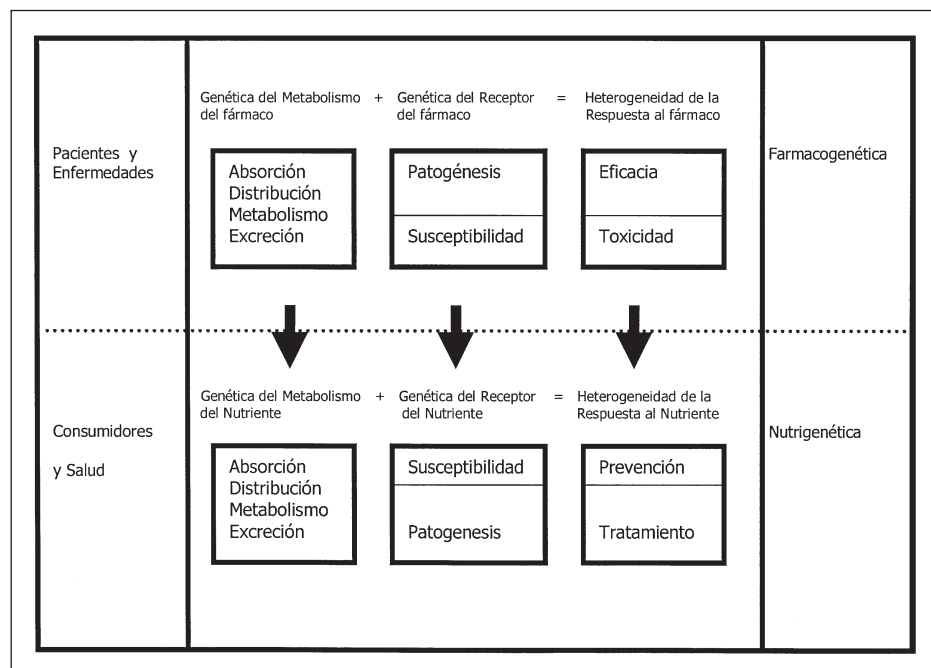 Genética del Metabolismo + Genética del Receptor = Heterogeneidad de la
del fármaco del fármaco Respuesta al fármaco
Pacientes y
Enfermedades
Absorción
Distribución
Metabolismo
Excreción
Patogénesis
Susceptibilidad
Eficacia
Toxicidad
Farmacogenética
Genética del Metabolismo + Genética del Receptor = Heterogeneidad de la
del Nutriente del Nutriente Respuesta al Nutriente
Consumidores
y Salud
Absorción
Distribución
Metabolismo
Excreción
Susceptibilidad
Patogenesis
Prevención
Tratamiento
Nutrigenética